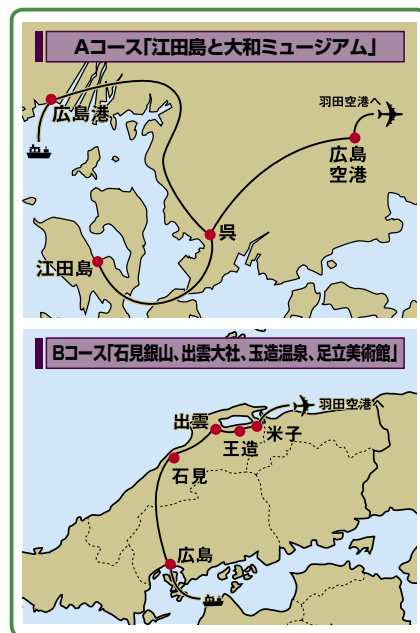 Aコース「江田島と大和ミュージアム」
羽田空港へ
広島港
広島
空港
呉
江田島
Bコース「石見銀山、出雲大社、玉造温泉、足立美術館」
羽田空港へ
出雲
米子
王造
石見
広島